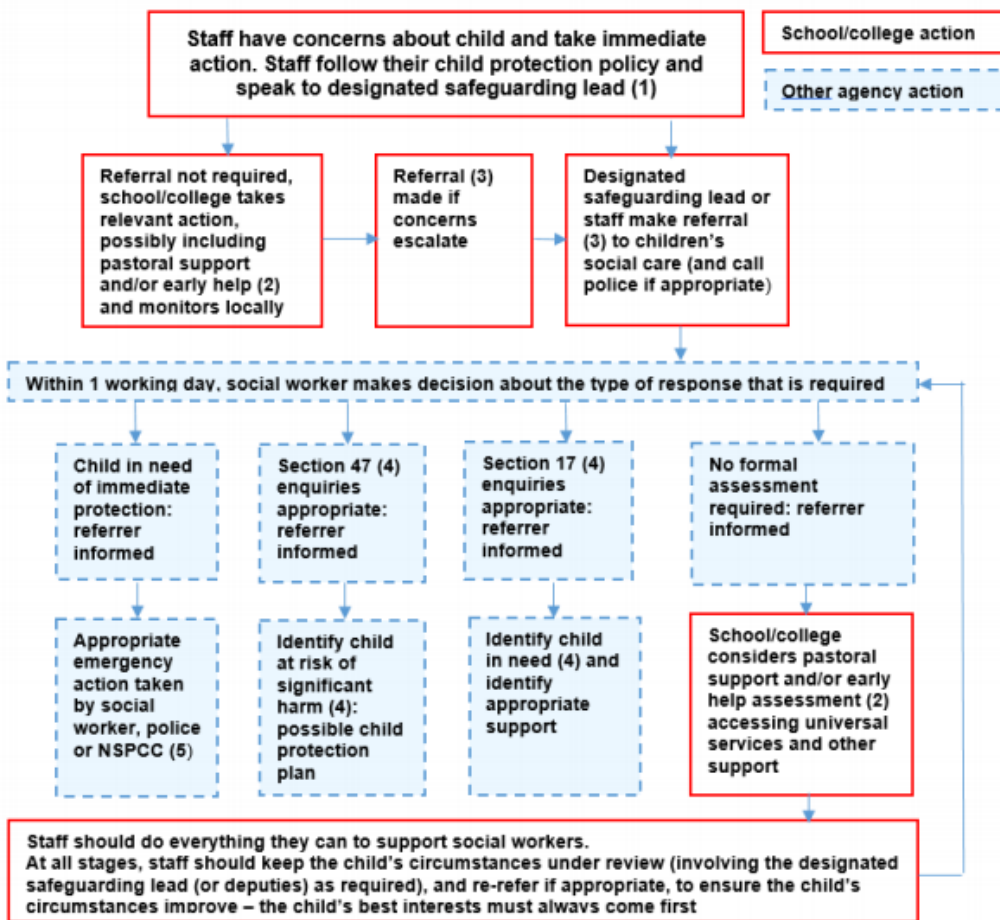 Staff have concerns about child and take immediate
action. Staff follow their child protection policy and
speak to designated safeguarding lead (1)
School/college action
Other agency action
Referral not required,
school/college takes
relevant action,
possibly including
pastoral support
and/or early help (2)
and monitors locally
Referral (3)
made if
concerns
escalate
Designated
safeguarding lead or
staff make referral
(3) to children's
social care (and call
police if appropriate)
Within 1 working day, social worker makes decision about the type of response that is required
Child in need
of immediate
protection:
referrer
informed
Section 47 (4)
enquiries
appropriate:
referrer
informed
Section 17 (4)
enquiries
appropriate:
referrer
informed
No formal
assessment
required: referrer
informed
Appropriate
emergency
action taken
by social
worker, police
or NSPCC (5)
Identify child
at risk of
significant
harm (4):
possible child
protection
plan
Identify child
in need (4) and
identify
appropriate
support
School/college
considers pastoral
support and/or early
help assessment (2)
accessing universal
services and other
support
Staff should do everything they can to support social workers.
At all stages, staff should keep the child's circumstances under review (involving the designated
safeguarding lead (or deputies) as required), and re-refer if appropriate, to ensure the child's
circumstances improve – the child's best interests must always come first